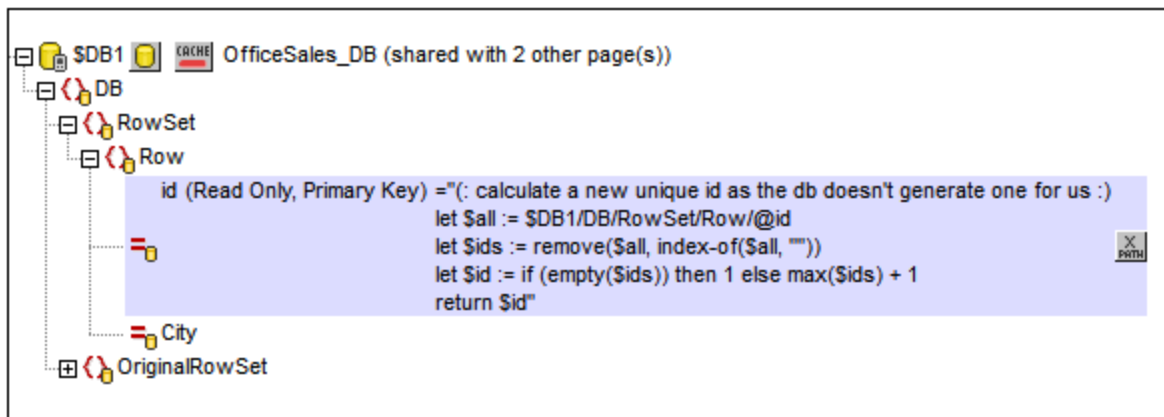 $DB1 CACHE OfficeSales_DB (shared with 2 other page(s))
DB
RowSet
Row
id (Read Only, Primary Key) ="(: calculate a new unique id as the db doesn't generate one for us :)
let $all := $DB1/DB/RowSet/Row/@id
let $ids := remove($all, index-of($all, ""))
let $id := if (empty($ids)) then 1 else max($ids) + 1
return $id"
X
PATH
City
OriginalRowSet